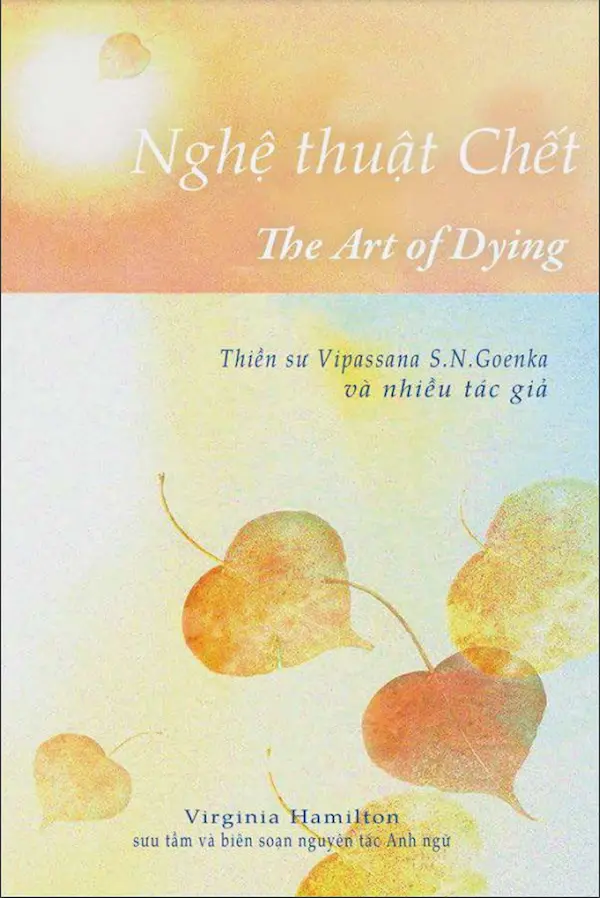 Nghệ thuật Chết
The Art of Dying
Thiền sư Vipassana S.N.Goenka
và nhiều tác giả
Virginia Hamilton
sưu tầm và biên soạn nguyên tác Anh ngữ